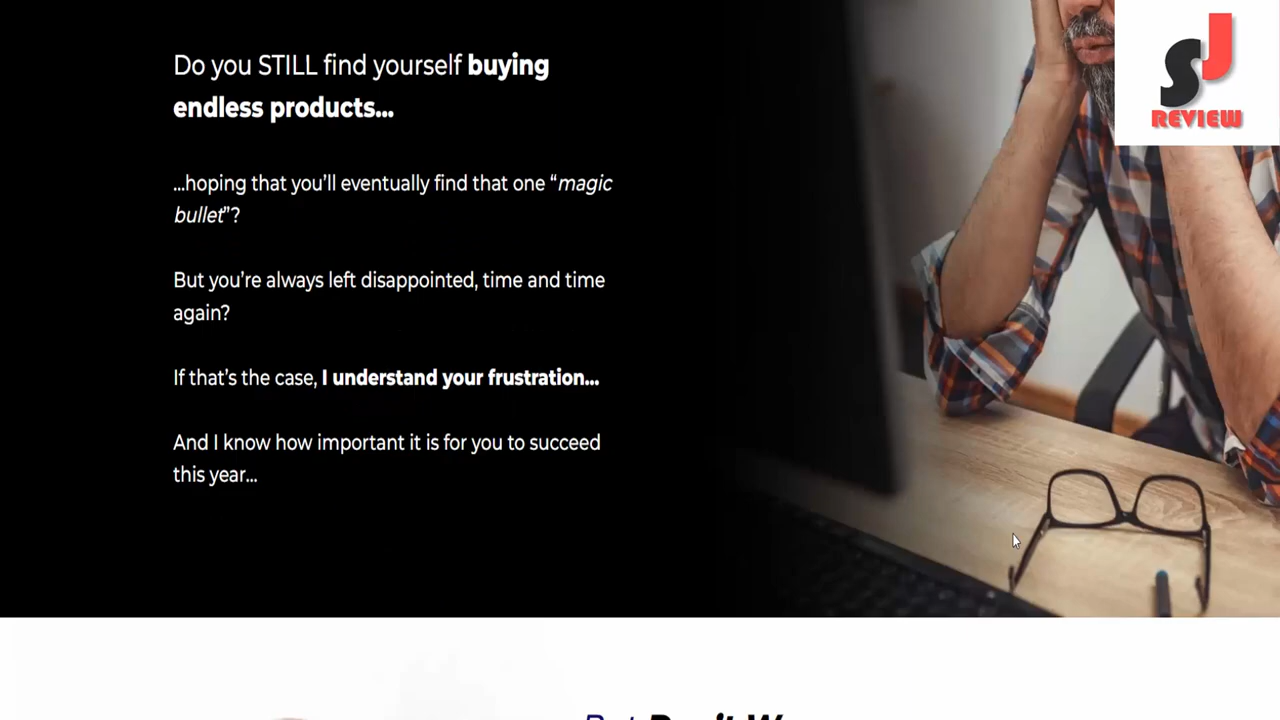 Do you STILL find yourself buying
endless products...
...hoping that you'll eventually find that one “magic
bullet”?
But you're always left disappointed, time and time
again?
If that's the case, I understand your frustration...
And I know how important it is for you to succeed
this year...
SJ
REVIEW
But